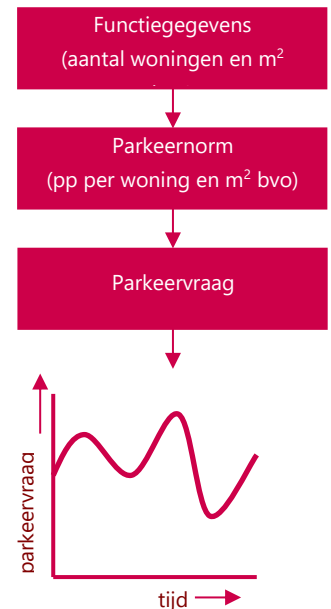 Functiegegevens
(aantal woningen en m²
Parkeernorm
(pp per woning en m² bvo)
Parkeervraag
parkeervraag
tijd